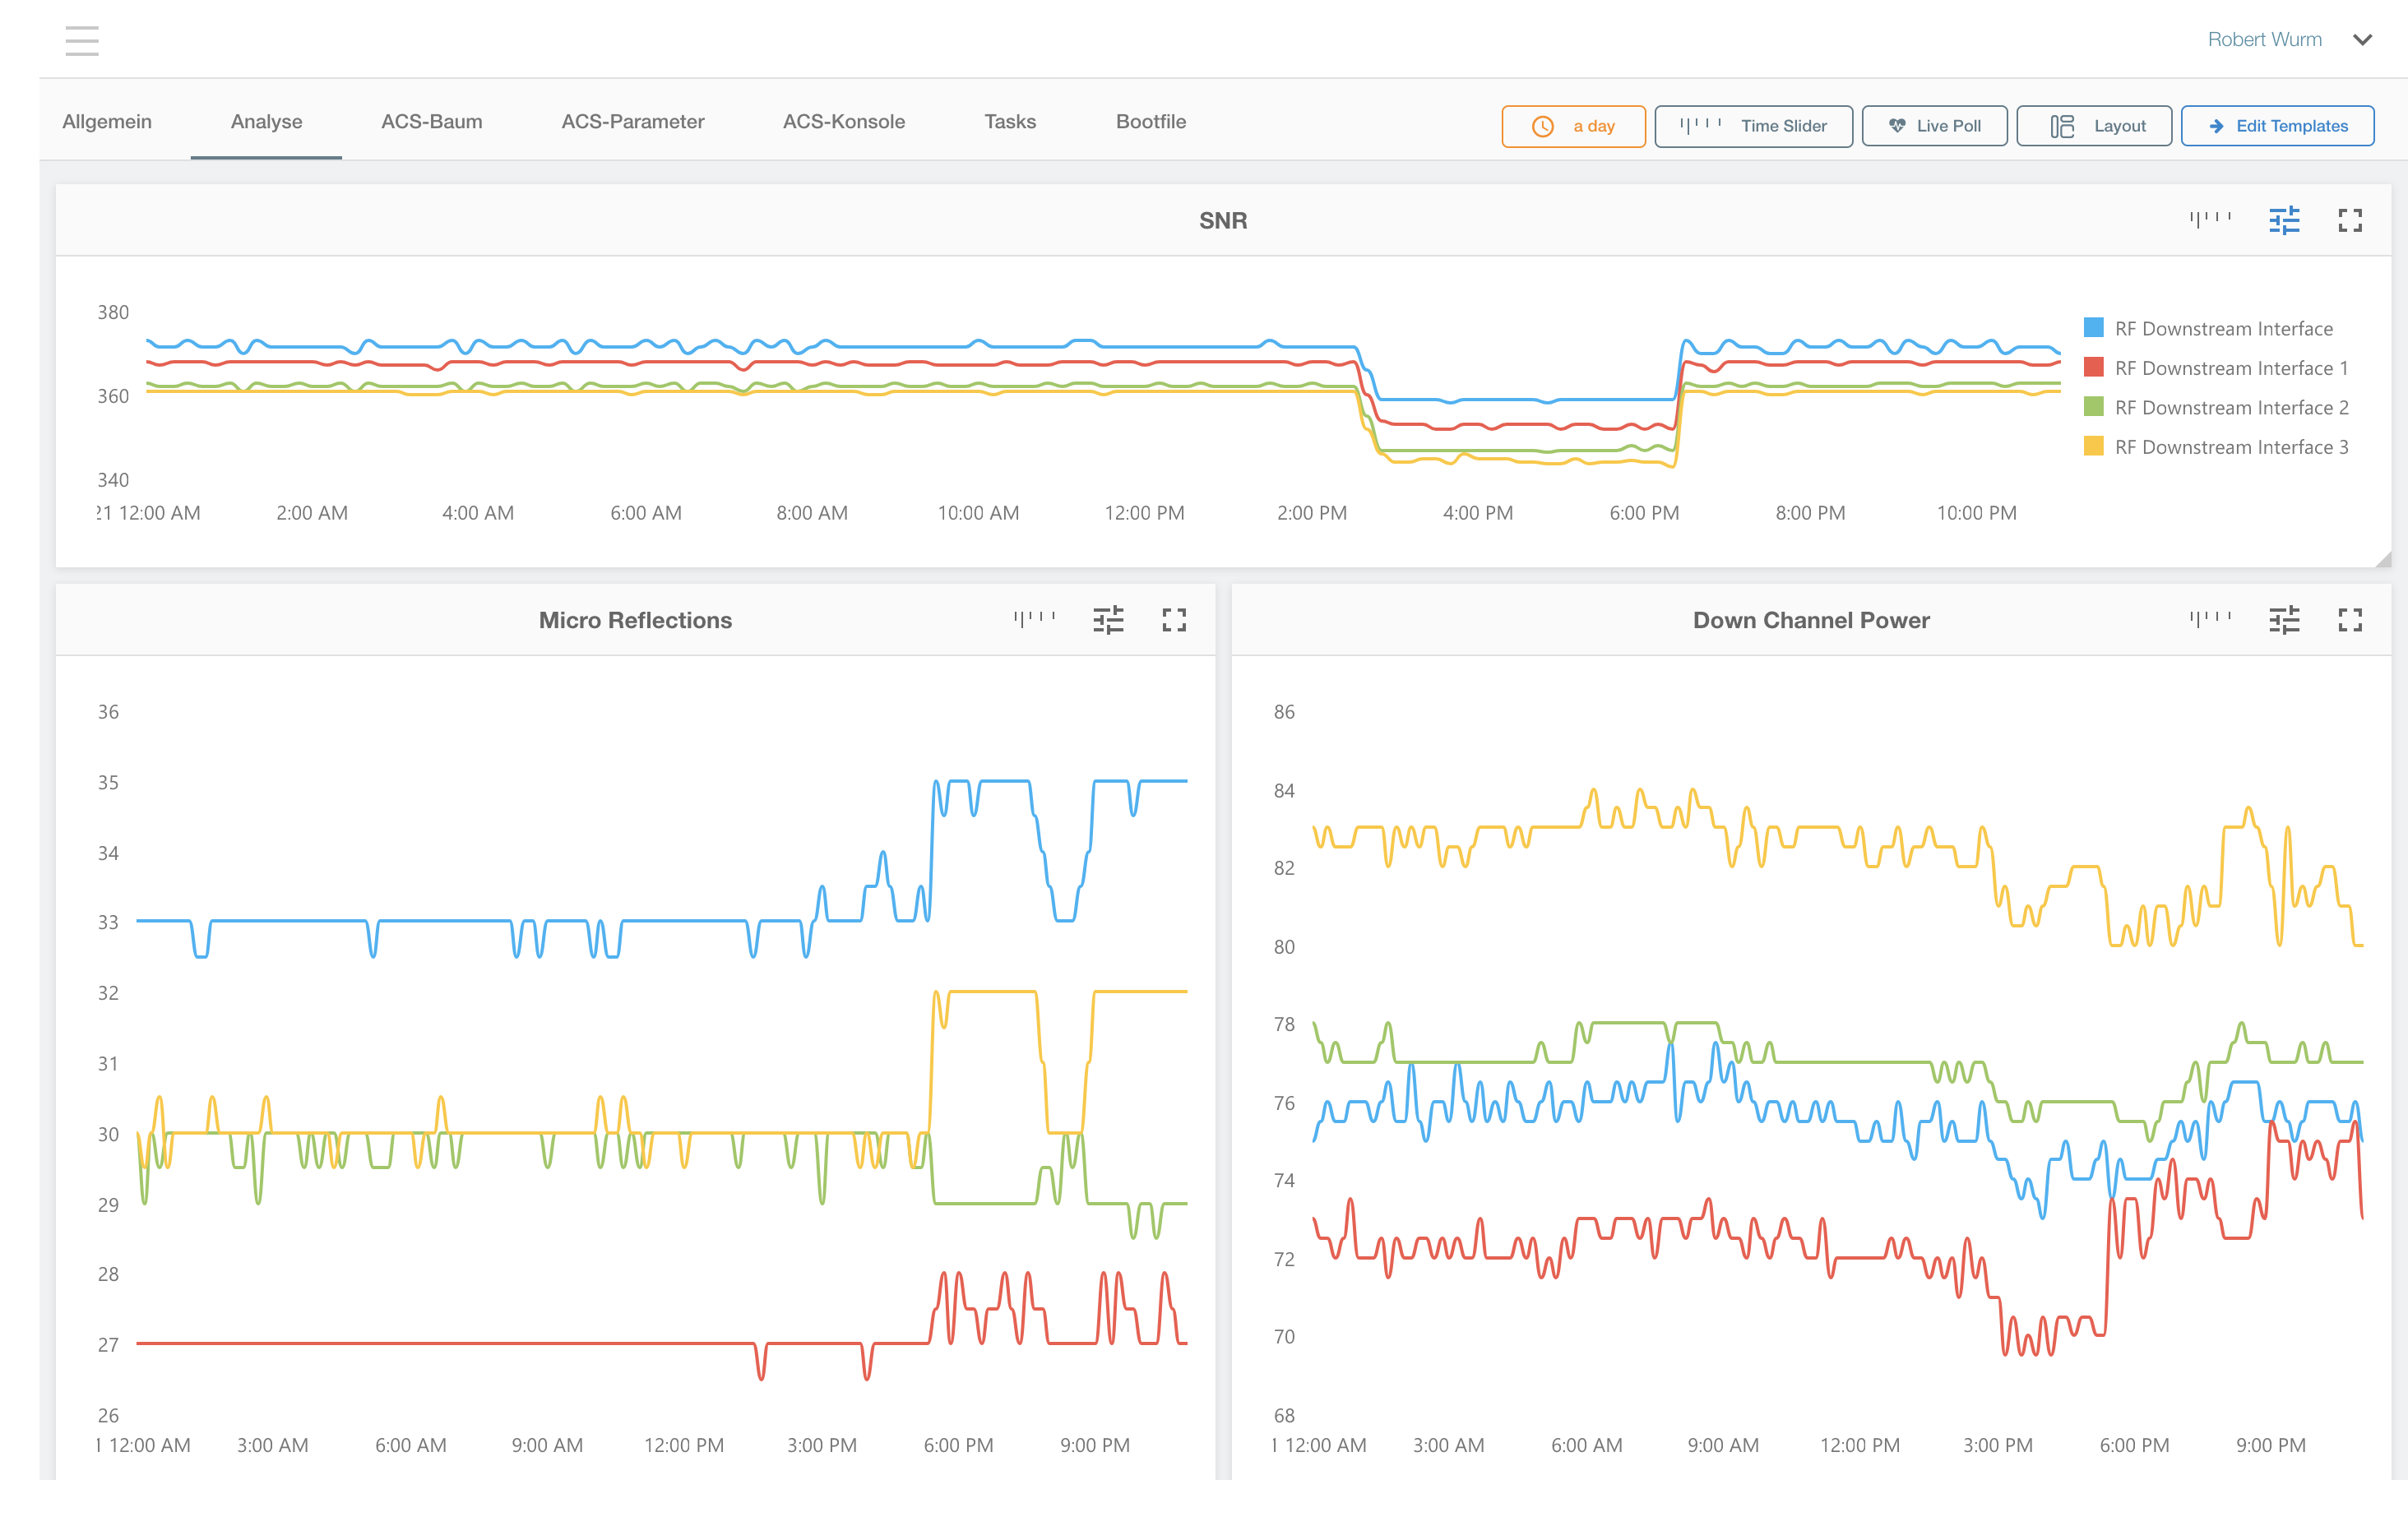 Robert Wurm
Allgemein Analyse ACS-Baum ACS-Parameter ACS-Konsole Tasks Bootfile a day Time Slider Live Poll Layout Edit Templates
SNR
380
360
340
21 12:00 AM 2:00 AM 4:00 AM 6:00 AM 8:00 AM 10:00 AM 12:00 PM 2:00 PM 4:00 PM 6:00 PM 8:00 PM 10:00 PM
RF Downstream Interface
RF Downstream Interface 1
RF Downstream Interface 2
RF Downstream Interface 3
Micro Reflections
36
35
34
33
32
31
30
29
28
27
26
1 12:00 AM 3:00 AM 6:00 AM 9:00 AM 12:00 PM 3:00 PM 6:00 PM 9:00 PM
Down Channel Power
86
84
82
80
78
76
74
72
70
68
1 12:00 AM 3:00 AM 6:00 AM 9:00 AM 12:00 PM 3:00 PM 6:00 PM 9:00 PM